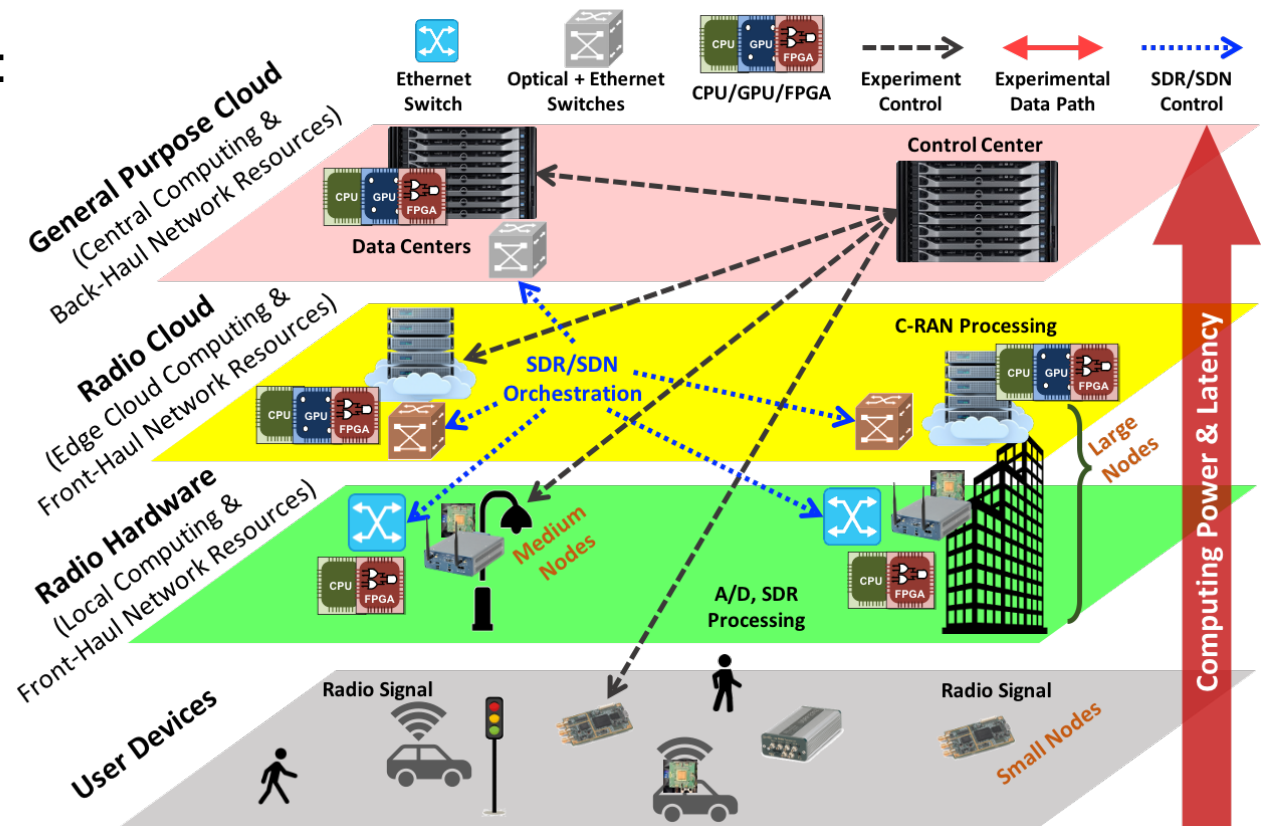 :
CPU
GPU
FPGA
Ethernet
Switch
Optical + Ethernet
Switches
CPU/GPU/FPGA
Experiment
Control
Experimental
Data Path
SDR/SDN
Control
General Purpose Cloud
(Central Computing &
Back-Haul Network Resources)
CPU
GPU
FPGA
Data Centers
Control Center
Radio Cloud
(Edge Cloud Computing &
Front-Haul Network Resources)
CPU
GPU
FPGA
SDR/SDN
Orchestration
C-RAN Processing
CPU
GPU
FPGA
Large
Nodes
Radio Hardware
(Local Computing &
Front-Haul Network Resources)
CPU
FPGA
Medium
Nodes
A/D, SDR
Processing
CPU
FPGA
User Devices
Radio Signal
Radio Signal
Small Nodes
Computing Power & Latency